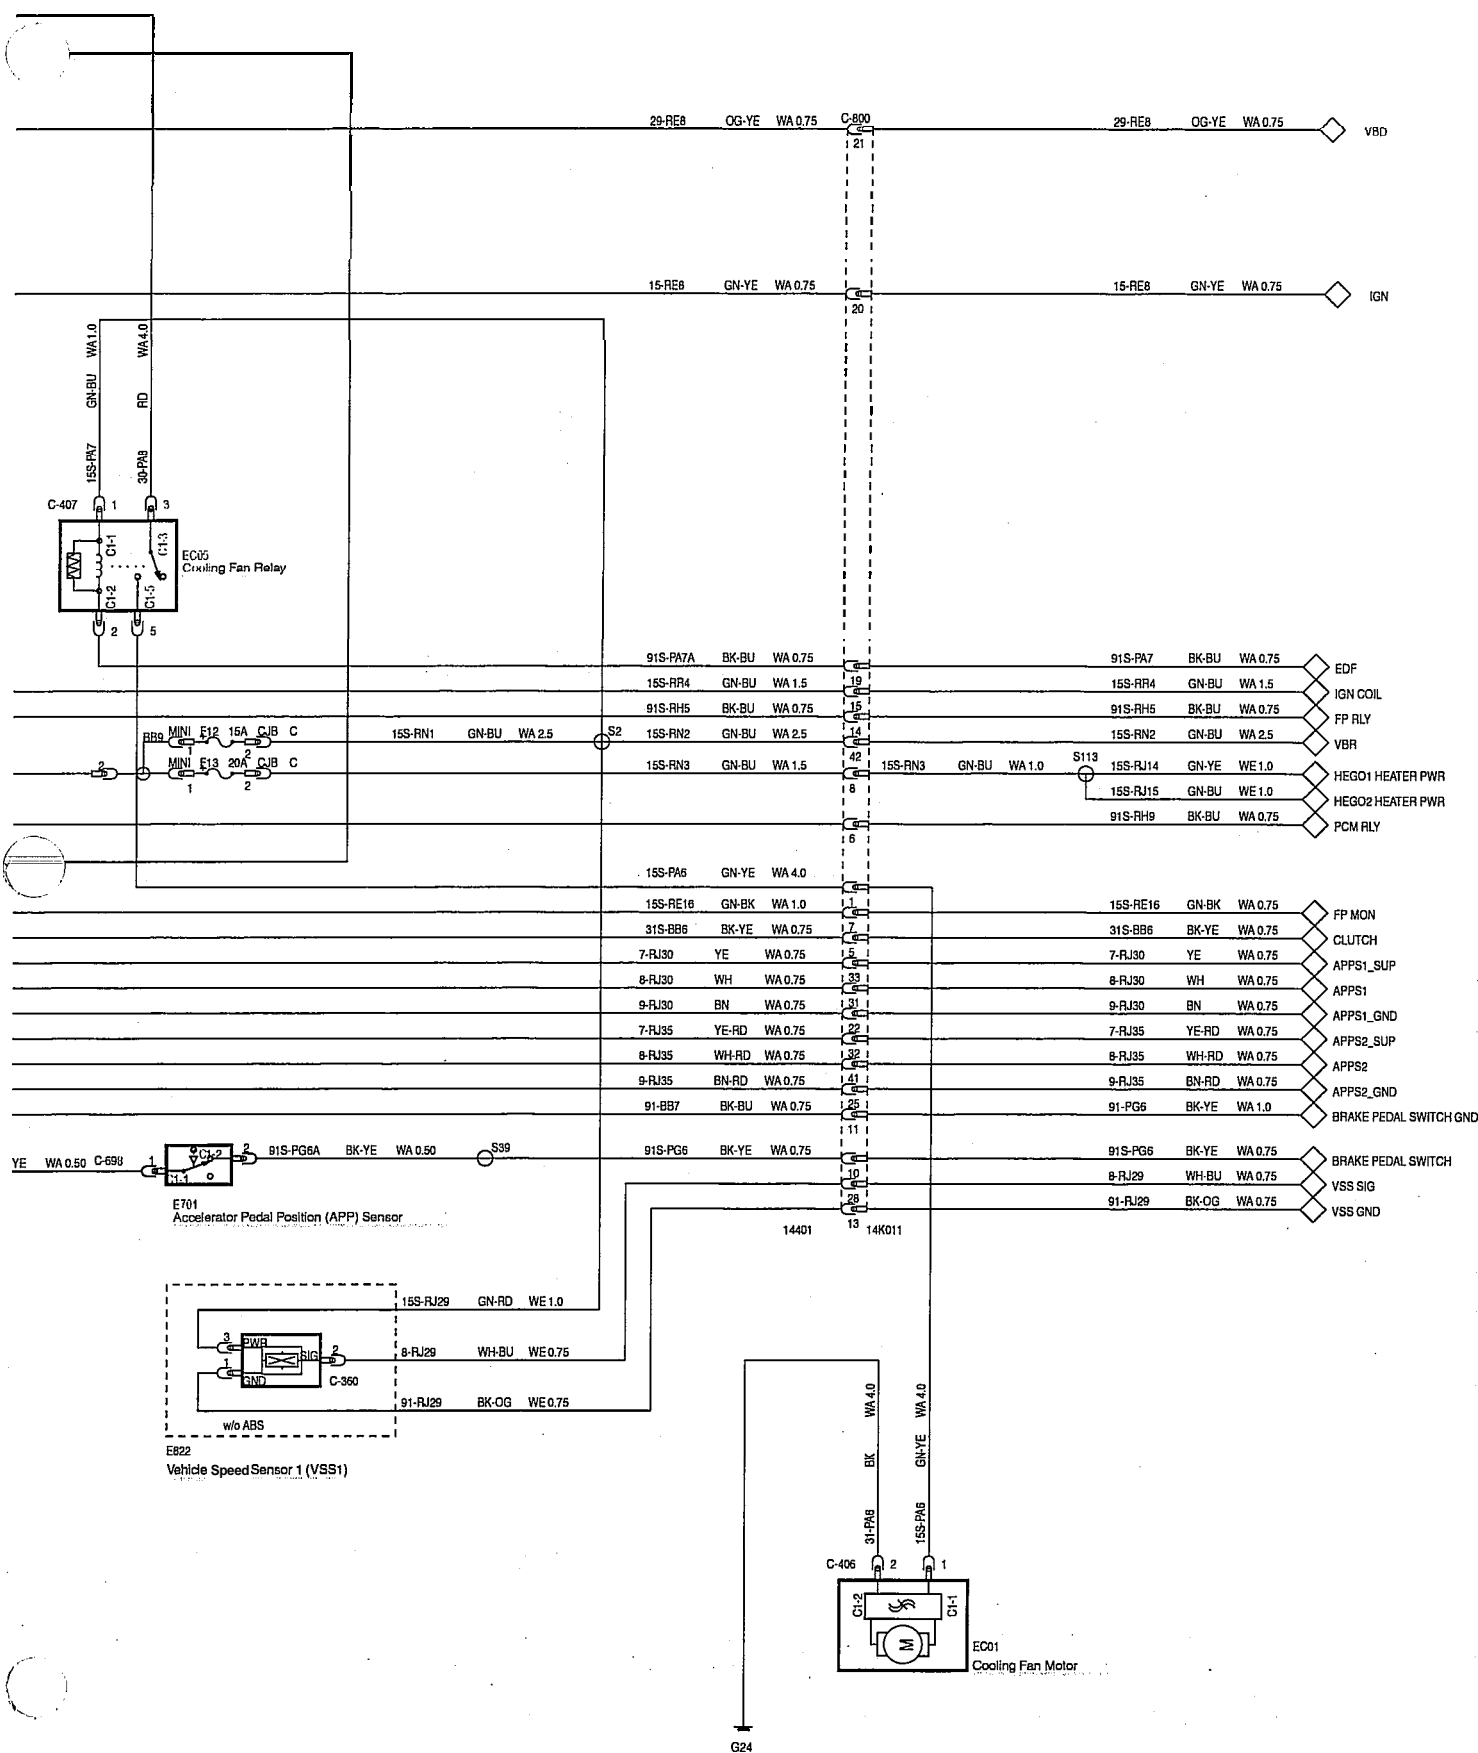 29-RE8 OG-YE WA 0.75 C-800 29-RE8 OG-YE WA 0.75 VBD
21
15-RE8 GN-YE WA 0.75 15-RE8 GN-YE WA 0.75 IGN
20
15S-PA7 GN-BU WA 1.0
30-PA8 RD WA 4.0
C-407 1 3
C1-1 C1-3
EC05
Cooling Fan Relay
C1-2 C1-5
2 5
91S-PA7A BK-BU WA 0.75 91S-PA7 BK-BU WA 0.75 EDF
19
15S-RR4 GN-BU WA 1.5 15S-RR4 GN-BU WA 1.5 IGN COIL
15
91S-RH5 BK-BU WA 0.75 91S-RH5 BK-BU WA 0.75 FP RLY
14
BB9 MINI E12 15A CJB C 15S-RN1 GN-BU WA 2.5 S2 15S-RN2 GN-BU WA 2.5 15S-RN2 GN-BU WA 2.5 VBR
1 2 42
2 MINI E13 20A CJB C 15S-RN3 GN-BU WA 1.5 15S-RN3 GN-BU WA 1.0 S113 15S-RJ14 GN-YE WE 1.0 HEGO1 HEATER PWR
1 2 8
15S-RJ15 GN-BU WE 1.0 HEGO2 HEATER PWR
91S-RH9 BK-BU WA 0.75 PCM RLY
6
15S-PA6 GN-YE WA 4.0
1
15S-RE16 GN-BK WA 1.0 15S-RE16 GN-BK WA 0.75 FP MON
7
31S-BB6 BK-YE WA 0.75 31S-BB6 BK-YE WA 0.75 CLUTCH
5
7-RJ30 YE WA 0.75 7-RJ30 YE WA 0.75 APPS1_SUP
33
8-RJ30 WH WA 0.75 8-RJ30 WH WA 0.75 APPS1
31
9-RJ30 BN WA 0.75 9-RJ30 BN WA 0.75 APPS1_GND
22
7-RJ35 YE-RD WA 0.75 7-RJ35 YE-RD WA 0.75 APPS2_SUP
32
8-RJ35 WH-RD WA 0.75 8-RJ35 WH-RD WA 0.75 APPS2
41
9-RJ35 BN-RD WA 0.75 9-RJ35 BN-RD WA 0.75 APPS2_GND
25
91-BB7 BK-BU WA 0.75 91-PG6 BK-YE WA 1.0 BRAKE PEDAL SWITCH GND
11
YE WA 0.50 C-698 1 C1-1 C1-2 2 91S-PG6A BK-YE WA 0.50 S39 91S-PG6 BK-YE WA 0.75 91S-PG6 BK-YE WA 0.75 BRAKE PEDAL SWITCH
10
8-RJ29 WH-BU WA 0.75 VSS SIG
28
E701
Accelerator Pedal Position (APP) Sensor
91-RJ29 BK-OG WA 0.75 VSS GND
14401 13 14K011
15S-RJ29 GN-RD WE 1.0
3 PWR
SIG 2 8-RJ29 WH-BU WE 0.75
1 GND C-360
91-RJ29 BK-OG WE 0.75
w/o ABS
E622
Vehicle Speed Sensor 1 (VSS1)
31-PA6 BK WA 4.0
15S-PA6 GN-YE WA 4.0
C-406 2 1
C1-2 C1-1
M
EC01
Cooling Fan Motor
G24